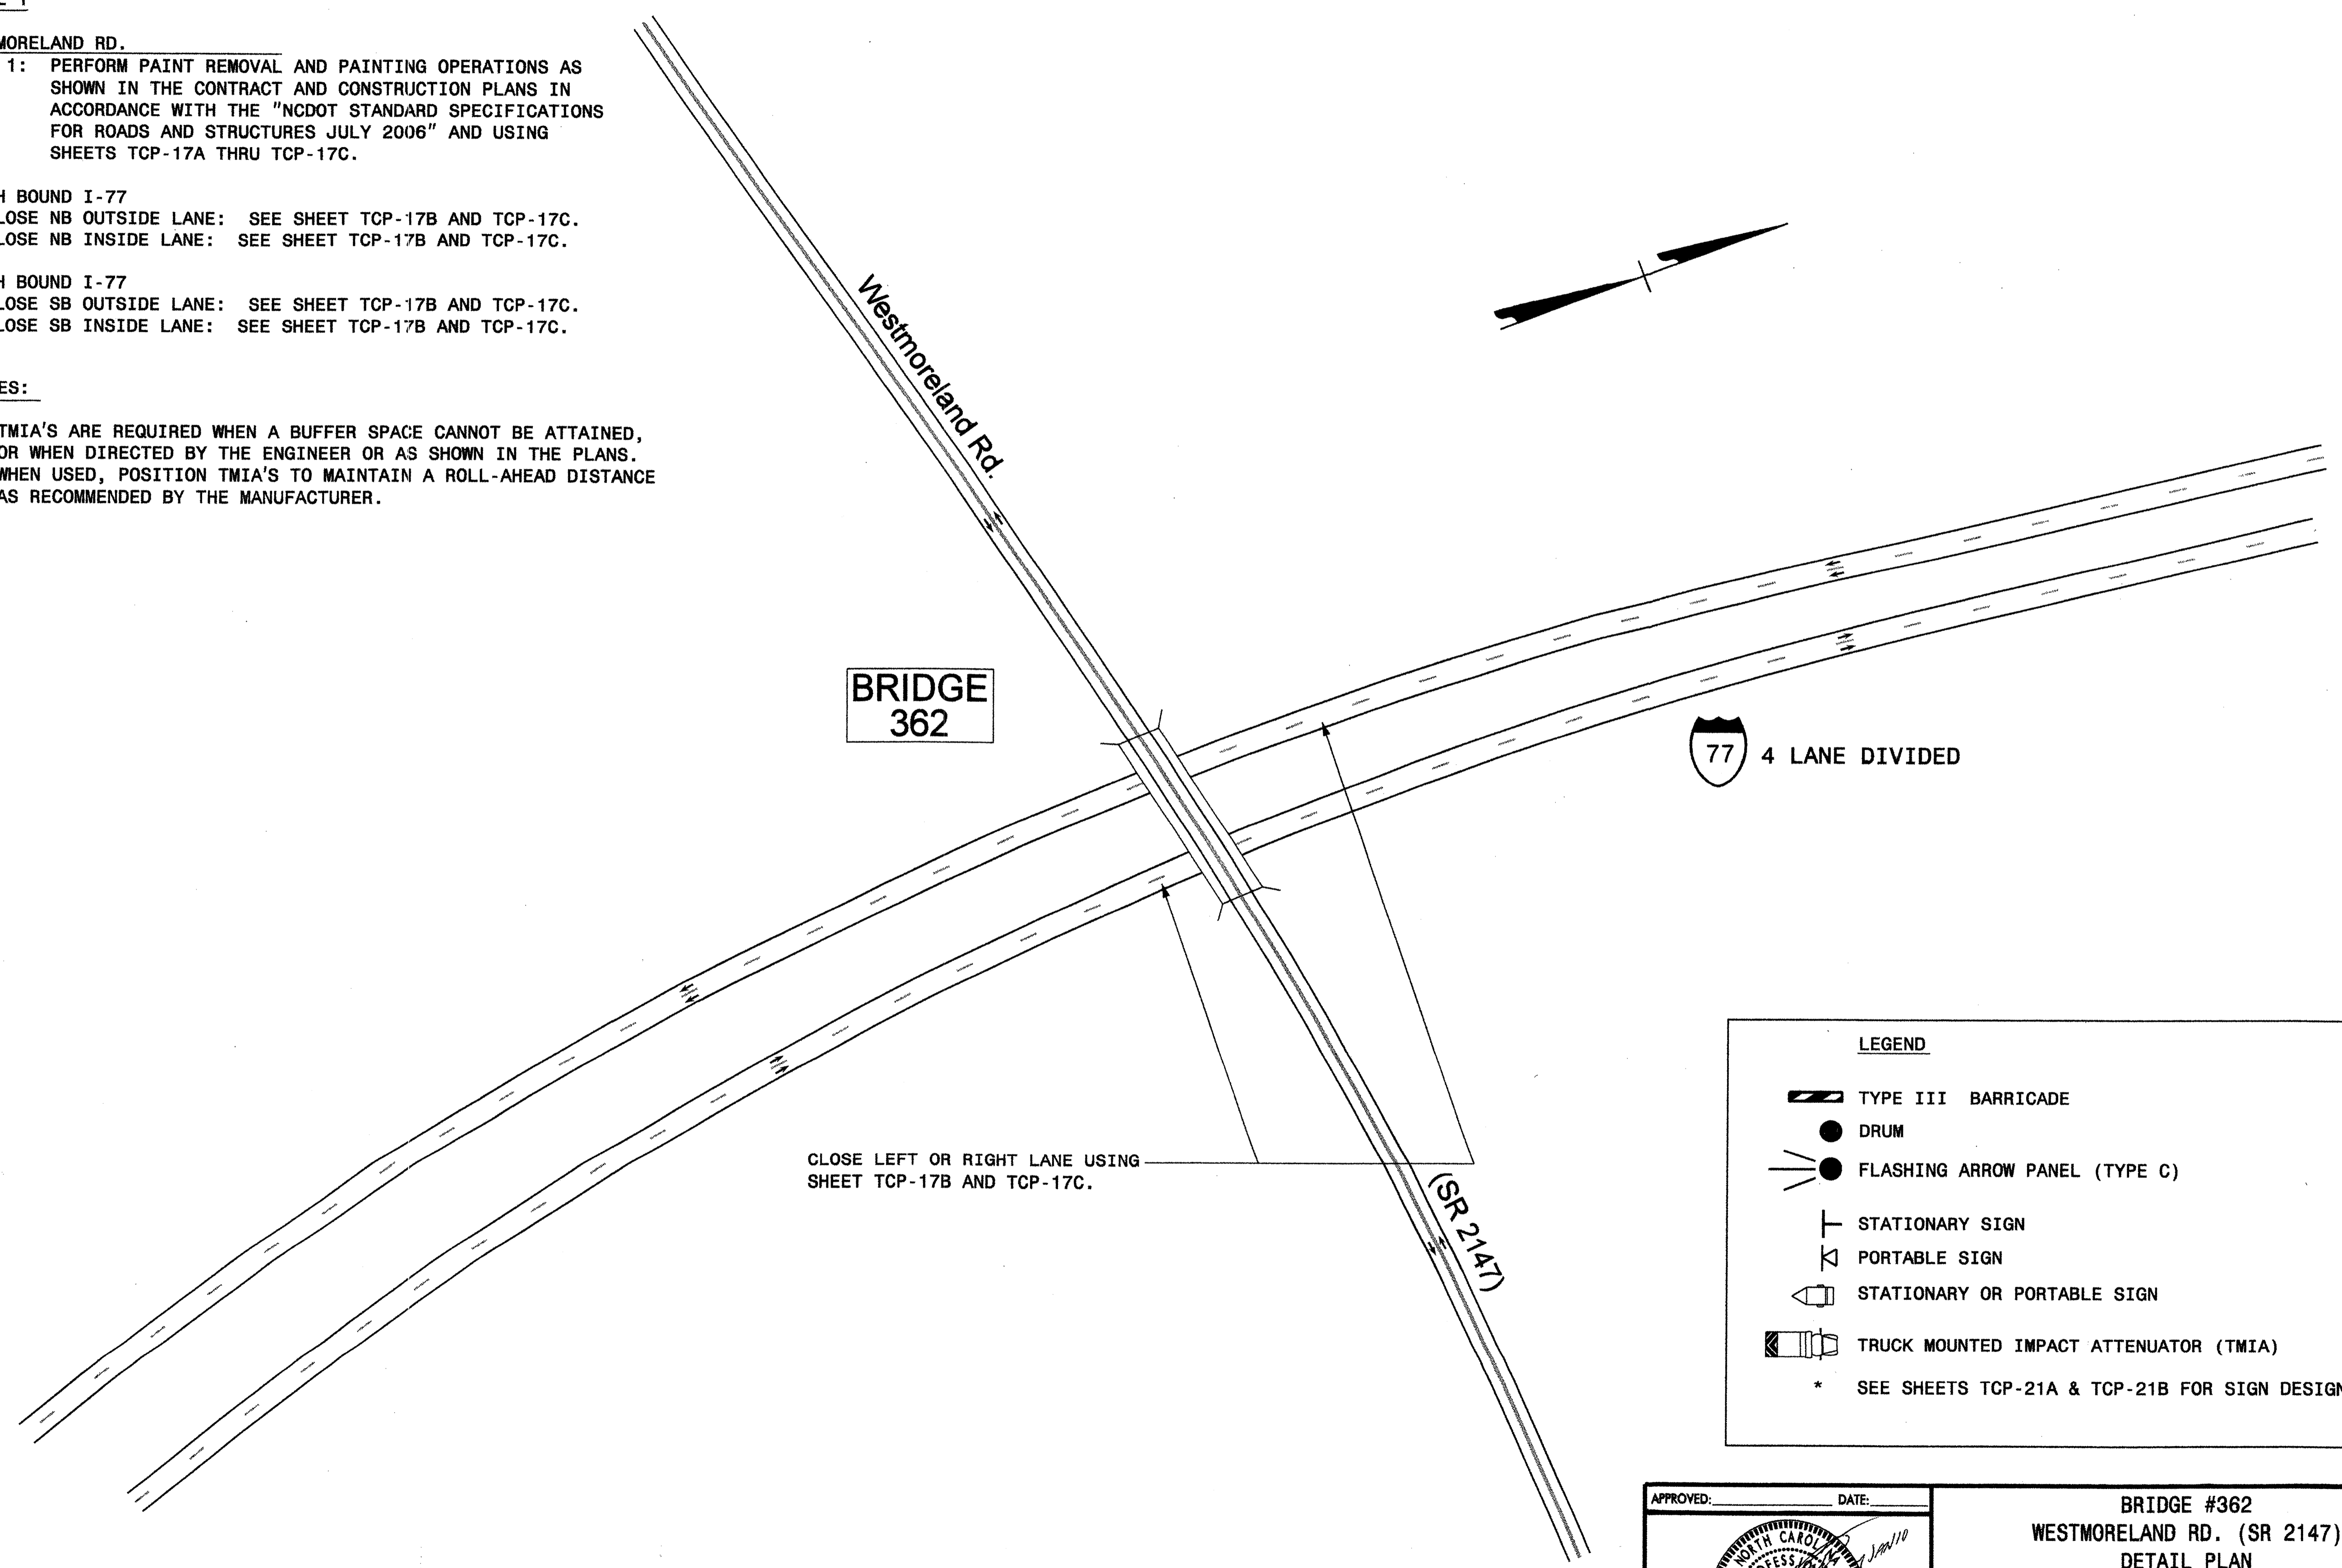 MORELAND RD.
1: PERFORM PAINT REMOVAL AND PAINTING OPERATIONS AS
SHOWN IN THE CONTRACT AND CONSTRUCTION PLANS IN
ACCORDANCE WITH THE "NCDOT STANDARD SPECIFICATIONS
FOR ROADS AND STRUCTURES JULY 2006" AND USING
SHEETS TCP-17A THRU TCP-17C.
H BOUND I-77
LOSE NB OUTSIDE LANE: SEE SHEET TCP-17B AND TCP-17C.
LOSE NB INSIDE LANE: SEE SHEET TCP-17B AND TCP-17C.
H BOUND I-77
LOSE SB OUTSIDE LANE: SEE SHEET TCP-17B AND TCP-17C.
LOSE SB INSIDE LANE: SEE SHEET TCP-17B AND TCP-17C.
ES:
TMIA'S ARE REQUIRED WHEN A BUFFER SPACE CANNOT BE ATTAINED,
OR WHEN DIRECTED BY THE ENGINEER OR AS SHOWN IN THE PLANS.
WHEN USED, POSITION TMIA'S TO MAINTAIN A ROLL-AHEAD DISTANCE
AS RECOMMENDED BY THE MANUFACTURER.
Westmoreland Rd.
BRIDGE
362
77 4 LANE DIVIDED
CLOSE LEFT OR RIGHT LANE USING
SHEET TCP-17B AND TCP-17C.
(SR 2147)
LEGEND
TYPE III BARRICADE
DRUM
FLASHING ARROW PANEL (TYPE C)
STATIONARY SIGN
PORTABLE SIGN
STATIONARY OR PORTABLE SIGN
TRUCK MOUNTED IMPACT ATTENUATOR (TMIA)
* SEE SHEETS TCP-21A & TCP-21B FOR SIGN DESIGN
APPROVED: DATE:
NORTH CAROLINA
BRIDGE #362
WESTMORELAND RD. (SR 2147)
DETAIL PLAN